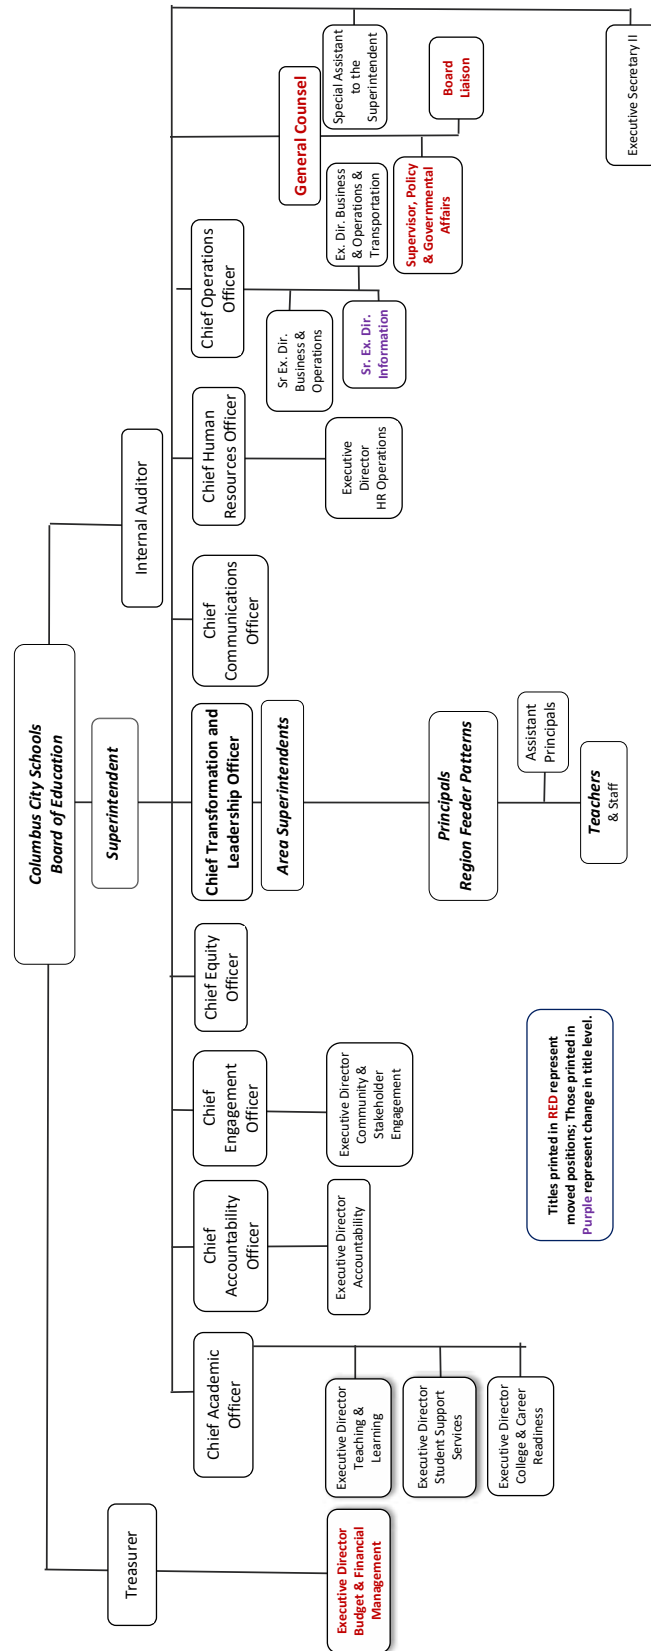 Columbus City Schools
Board of Education
Superintendent
Internal Auditor
Treasurer
Executive Director
Budget & Financial
Management
Chief Academic
Officer
Executive Director
Teaching &
Learning
Executive Director
Student Support
Services
Executive Director
College & Career
Readiness
Chief
Accountability
Officer
Executive Director
Accountability
Chief
Engagement
Officer
Executive Director
Community &
Stakeholder
Engagement
Chief Equity
Officer
Chief Transformation and
Leadership Officer
Area Superintendents
Principals
Region Feeder Patterns
Assistant
Principals
Teachers
& Staff
Chief
Communications
Officer
Chief Human
Resources Officer
Executive
Director
HR Operations
Chief Operations
Officer
Sr Ex. Dir.
Business &
Operations
Ex. Dir. Business
& Operations &
Transportation
Sr. Ex. Dir.
Information
General Counsel
Supervisor, Policy
& Governmental
Affairs
Board
Liaison
Special Assistant
to the
Superintendent
Executive Secretary II
Titles printed in RED represent
moved positions; Those printed in
Purple represent change in title level.